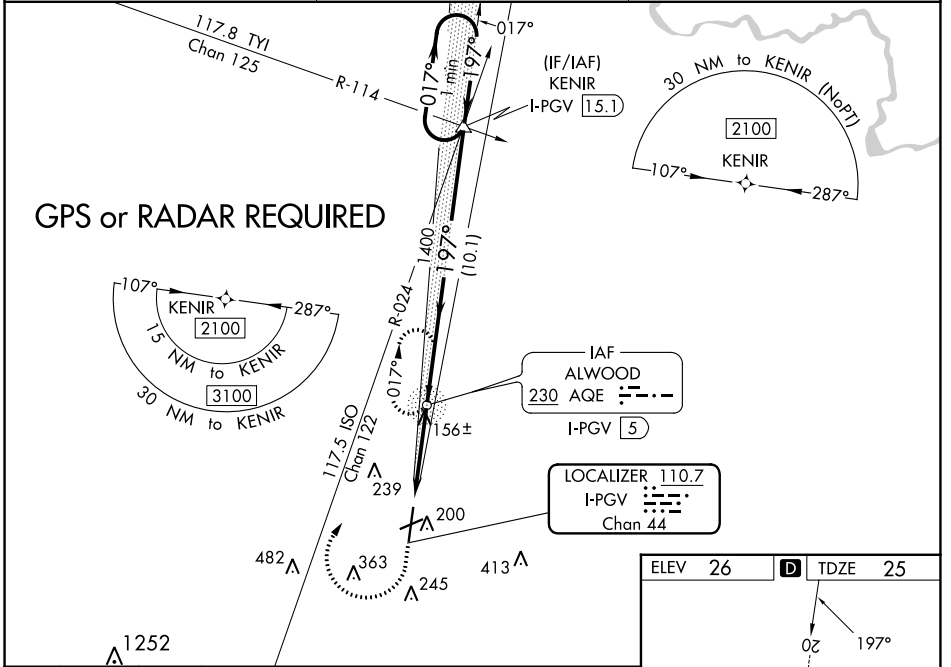 117.8 TYI
Chan 125
R-114
017°
1 min
197°
017°
(IF/IAF)
KENIR
I-PGV 15.1
30 NM to KENIR (NoPT)
2100
KENIR
107°
287°
GPS or RADAR REQUIRED
107°
KENIR
287°
2100
15 NM to KENIR
3100
30 NM to KENIR
R-024
1400
197°
(10.1)
117.5 ISO
Chan 122
017°
IAF
ALWOOD
230 AQE
I-PGV 5
156±
239
LOCALIZER 110.7
I-PGV
Chan 44
200
482
363
245
413
1252
ELEV 26 D TDZE 25
20
197°